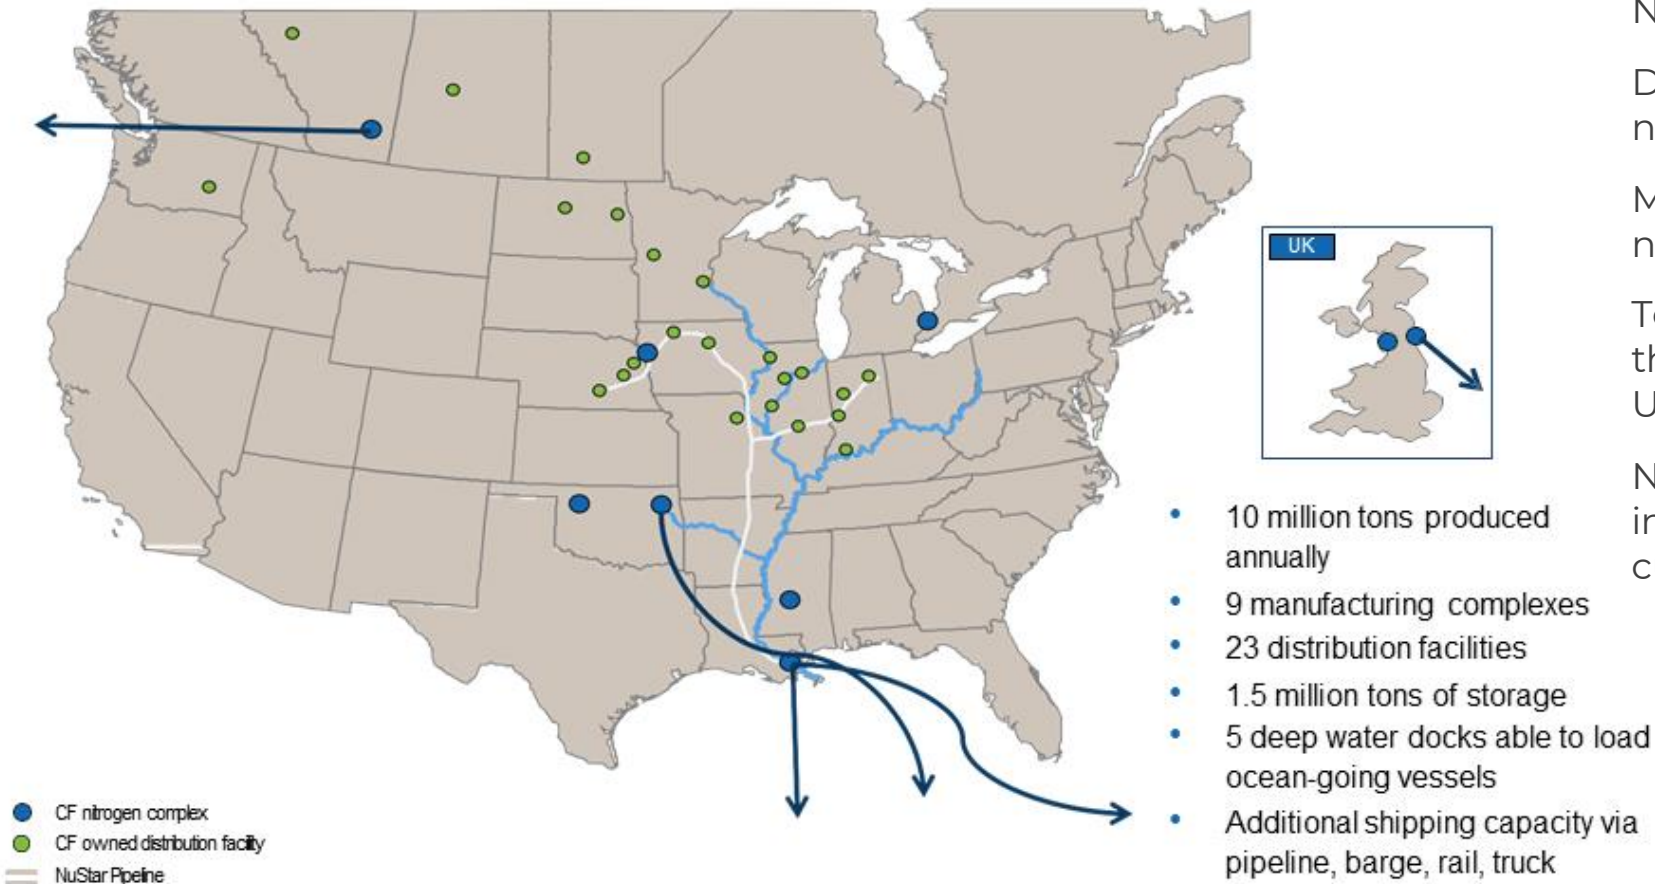 UK
• 10 million tons produced
annually
• 9 manufacturing complexes
• 23 distribution facilities
• 1.5 million tons of storage
• 5 deep water docks able to load
ocean-going vessels
• Additional shipping capacity via
pipeline, barge, rail, truck
CF nitrogen complex
CF owned distribution facility
NuStar Pipeline